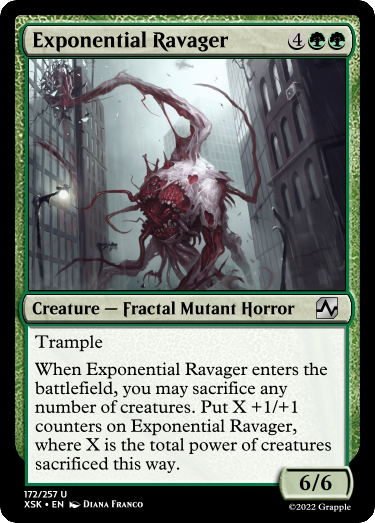 Exponential Ravager 4
Creature — Fractal Mutant Horror
Trample
When Exponential Ravager enters the
battlefield, you may sacrifice any
number of creatures. Put X +1/+1
counters on Exponential Ravager,
where X is the total power of creatures
sacrificed this way.
6/6
172/257 U
XSK • EN Diana Franco
©2022 Grapple